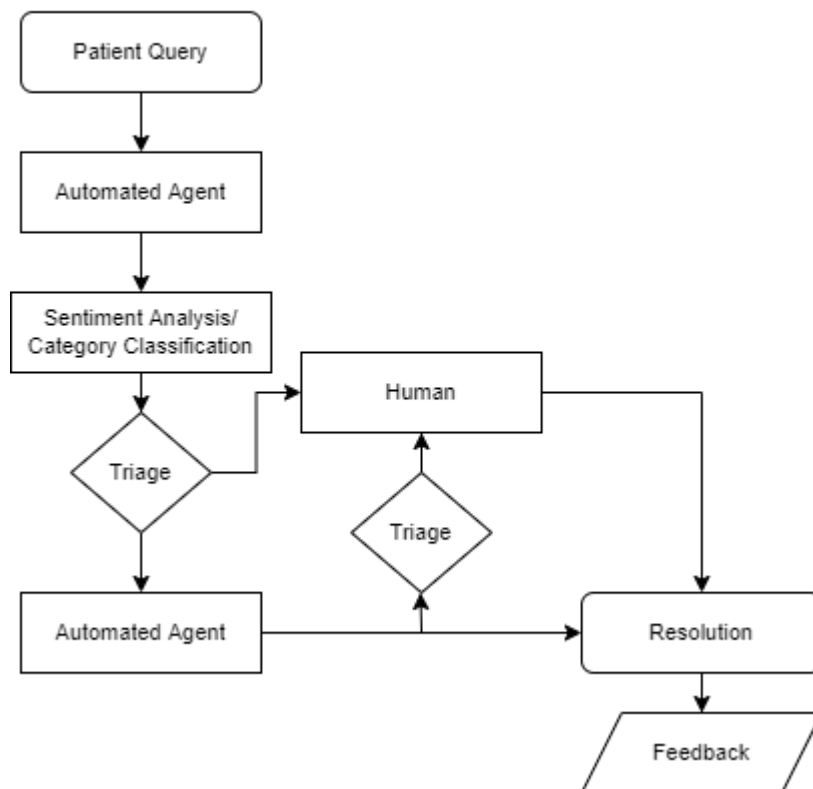 Patient Query
Automated Agent
Sentiment Analysis/
Category Classification
Human
Triage
Triage
Automated Agent
Resolution
Feedback